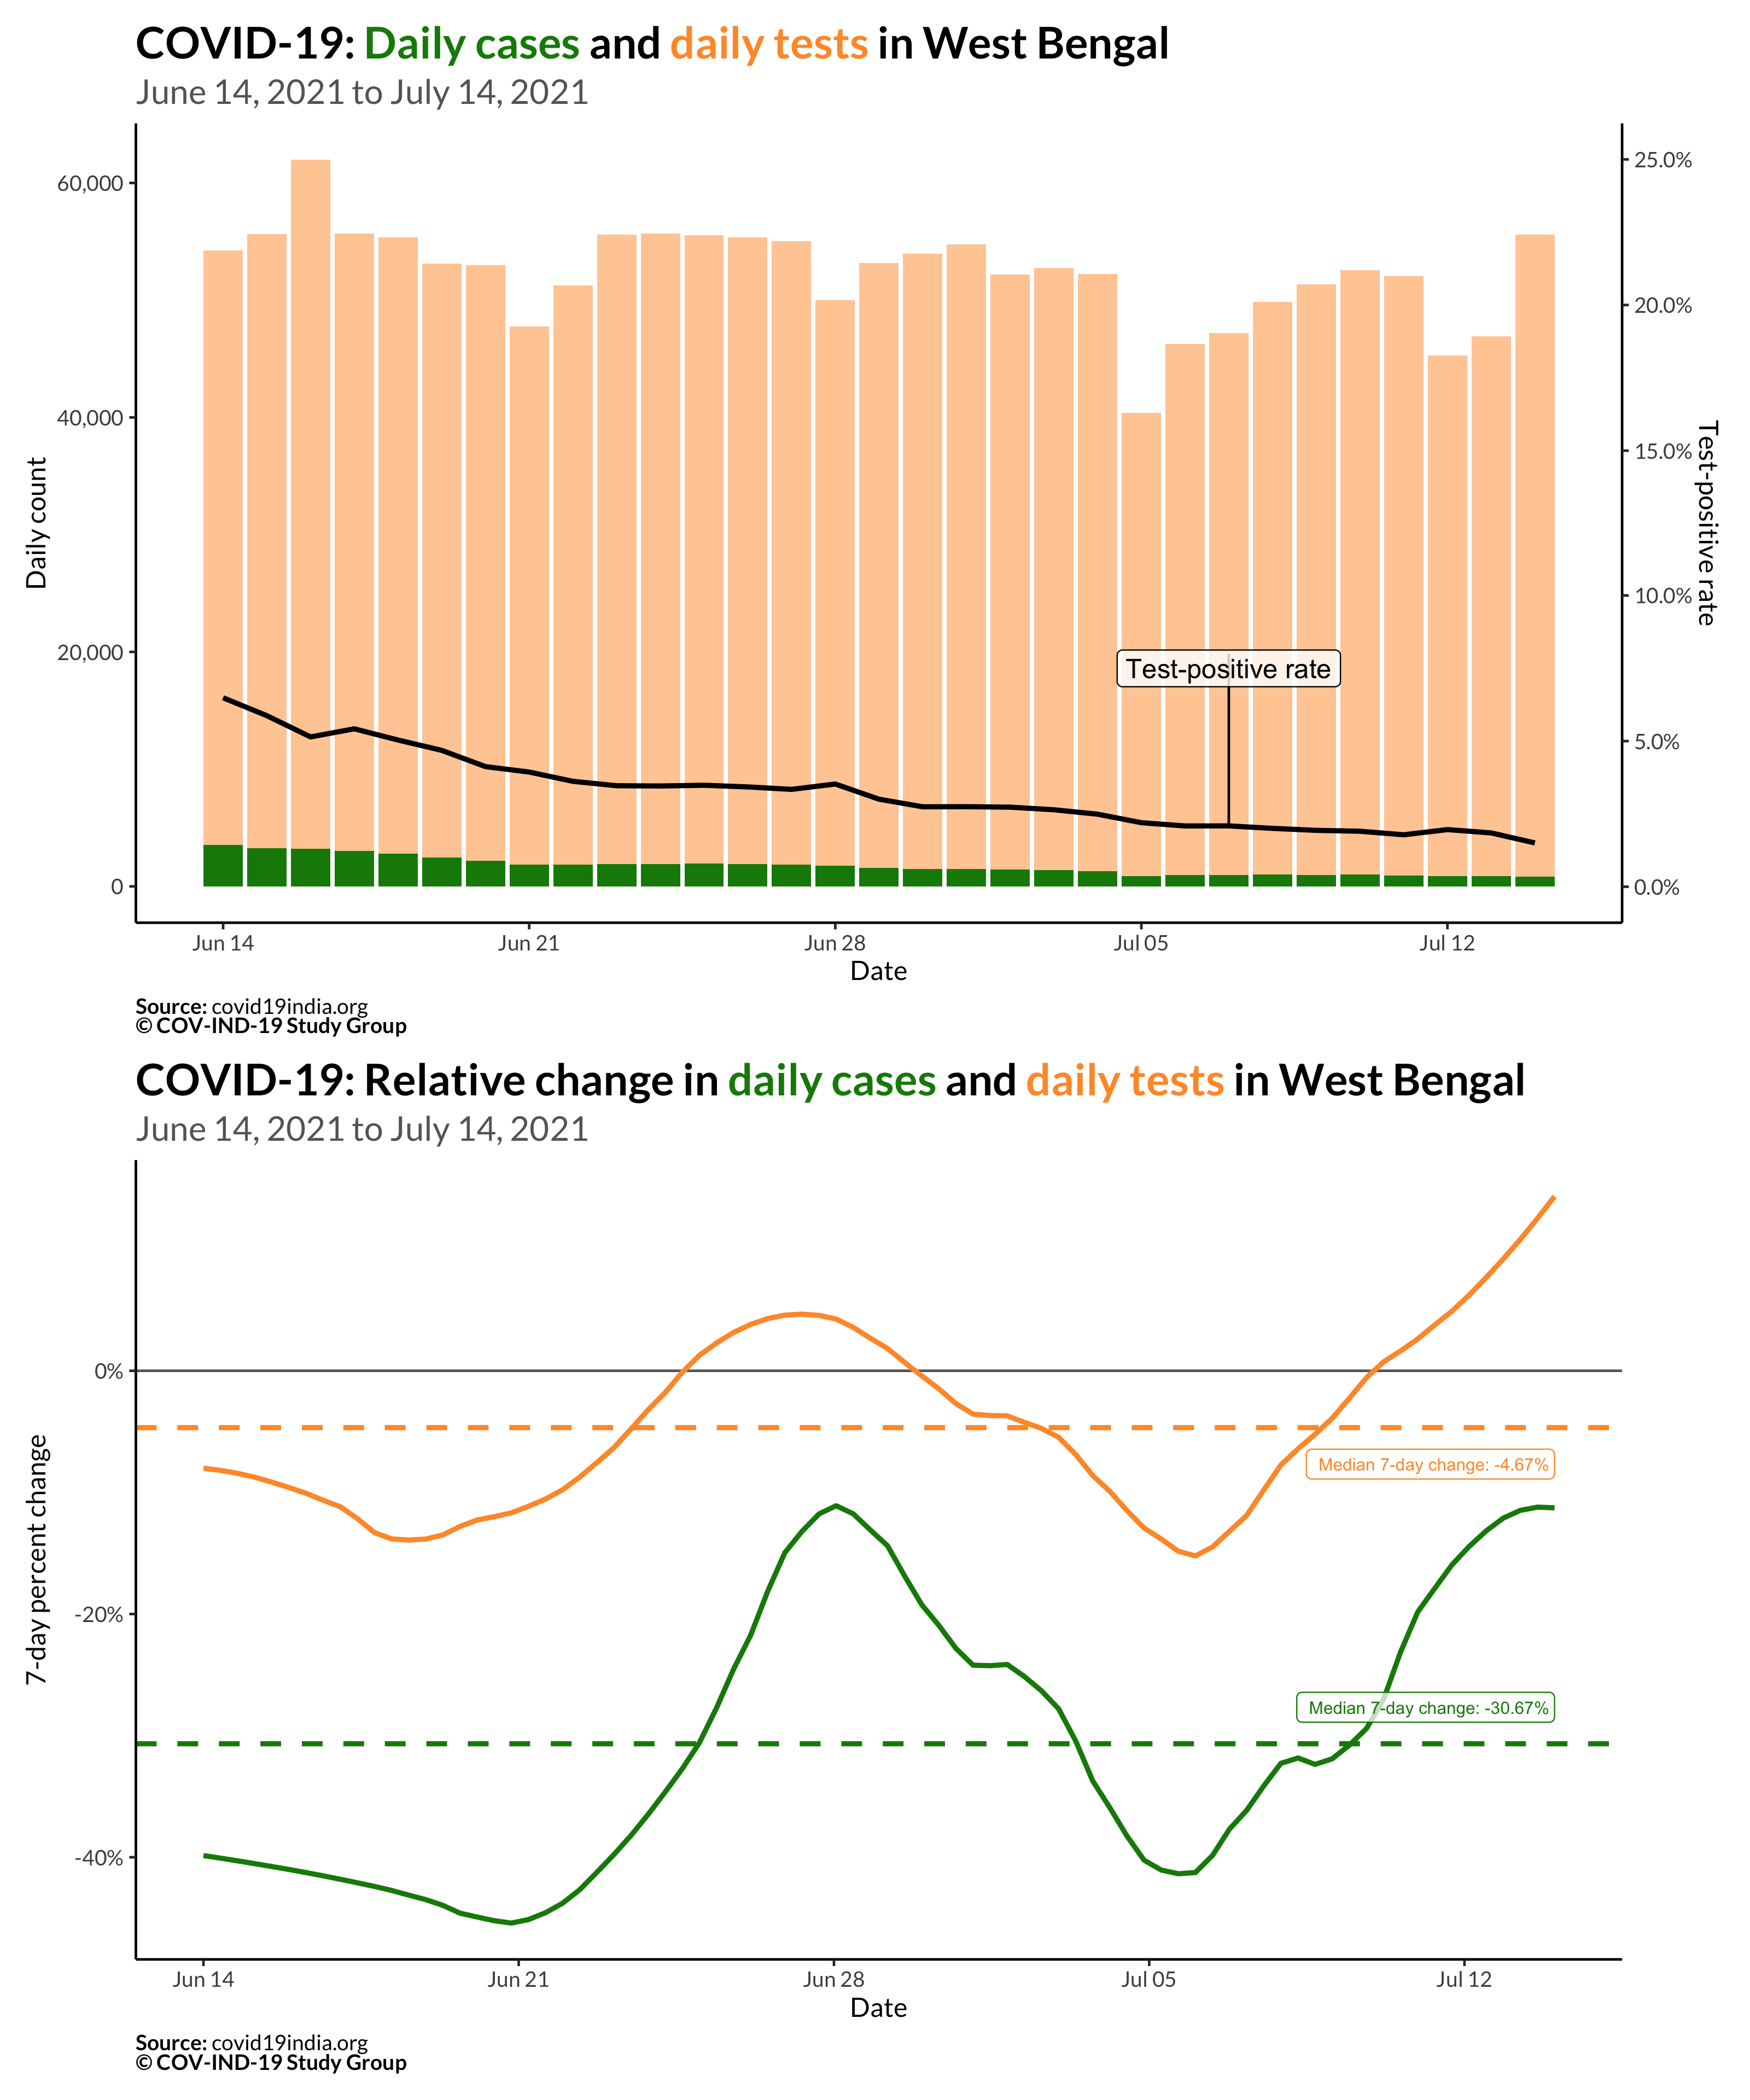 COVID-19: Daily cases and daily tests in West Bengal
June 14, 2021 to July 14, 2021
Daily count
60,000
40,000
20,000
0
25.0%
20.0%
15.0%
10.0%
5.0%
0.0%
Test-positive rate
Test-positive rate
Jun 14
Jun 21
Jun 28
Jul 05
Jul 12
Date
Source: covid19india.org
© COV-IND-19 Study Group
COVID-19: Relative change in daily cases and daily tests in West Bengal
June 14, 2021 to July 14, 2021
7-day percent change
0%
-20%
-40%
Median 7-day change: -4.67%
Median 7-day change: -30.67%
Jun 14
Jun 21
Jun 28
Jul 05
Jul 12
Date
Source: covid19india.org
© COV-IND-19 Study Group